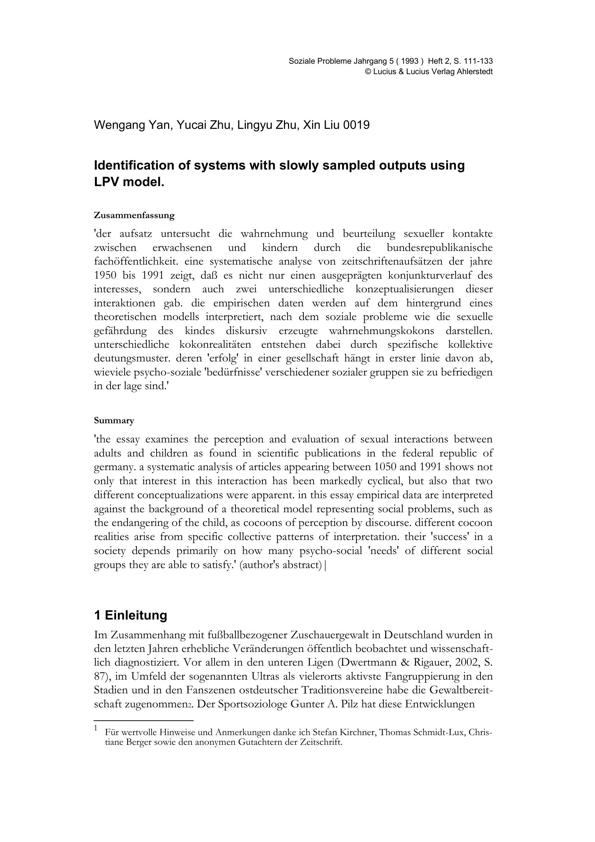 Soziale Probleme Jahrgang 5 ( 1993 ) Heft 2, S. 111-133
© Lucius & Lucius Verlag Ahlerstedt
Wengang Yan, Yucai Zhu, Lingyu Zhu, Xin Liu 0019
Identification of systems with slowly sampled outputs using
LPV model.
Zusammenfassung
'der aufsatz untersucht die wahrnehmung und beurteilung sexueller kontakte
zwischen erwachsenen und kindern durch die bundesrepublikanische
fachöffentlichkeit. eine systematische analyse von zeitschriftenaufsätzen der jahre
1950 bis 1991 zeigt, daß es nicht nur einen ausgeprägten konjunkturverlauf des
interesses, sondern auch zwei unterschiedliche konzeptualisierungen dieser
interaktionen gab. die empirischen daten werden auf dem hintergrund eines
theoretischen modells interpretiert, nach dem soziale probleme wie die sexuelle
gefährdung des kindes diskursiv erzeugte wahrnehmungskokons darstellen.
unterschiedliche kokonrealitäten entstehen dabei durch spezifische kollektive
deutungsmuster. deren 'erfolg' in einer gesellschaft hängt in erster linie davon ab,
wieviele psycho-soziale 'bedürfnisse' verschiedener sozialer gruppen sie zu befriedigen
in der lage sind.'
Summary
'the essay examines the perception and evaluation of sexual interactions between
adults and children as found in scientific publications in the federal republic of
germany. a systematic analysis of articles appearing between 1050 and 1991 shows not
only that interest in this interaction has been markedly cyclical, but also that two
different conceptualizations were apparent. in this essay empirical data are interpreted
against the background of a theoretical model representing social problems, such as
the endangering of the child, as cocoons of perception by discourse. different cocoon
realities arise from specific collective patterns of interpretation. their 'success' in a
society depends primarily on how many psycho-social 'needs' of different social
groups they are able to satisfy.' (author's abstract)|
1 Einleitung
Im Zusammenhang mit fußballbezogener Zuschauergewalt in Deutschland wurden in
den letzten Jahren erhebliche Veränderungen öffentlich beobachtet und wissenschaft-
lich diagnostiziert. Vor allem in den unteren Ligen (Dwertmann & Rigauer, 2002, S.
87), im Umfeld der sogenannten Ultras als vielerorts aktivste Fangruppierung in den
Stadien und in den Fanszenen ostdeutscher Traditionsvereine habe die Gewaltbereit-
schaft zugenommen2. Der Sportsoziologe Gunter A. Pilz hat diese Entwicklungen
1 Für wertvolle Hinweise und Anmerkungen danke ich Stefan Kirchner, Thomas Schmidt-Lux, Chris-
tiane Berger sowie den anonymen Gutachtern der Zeitschrift.